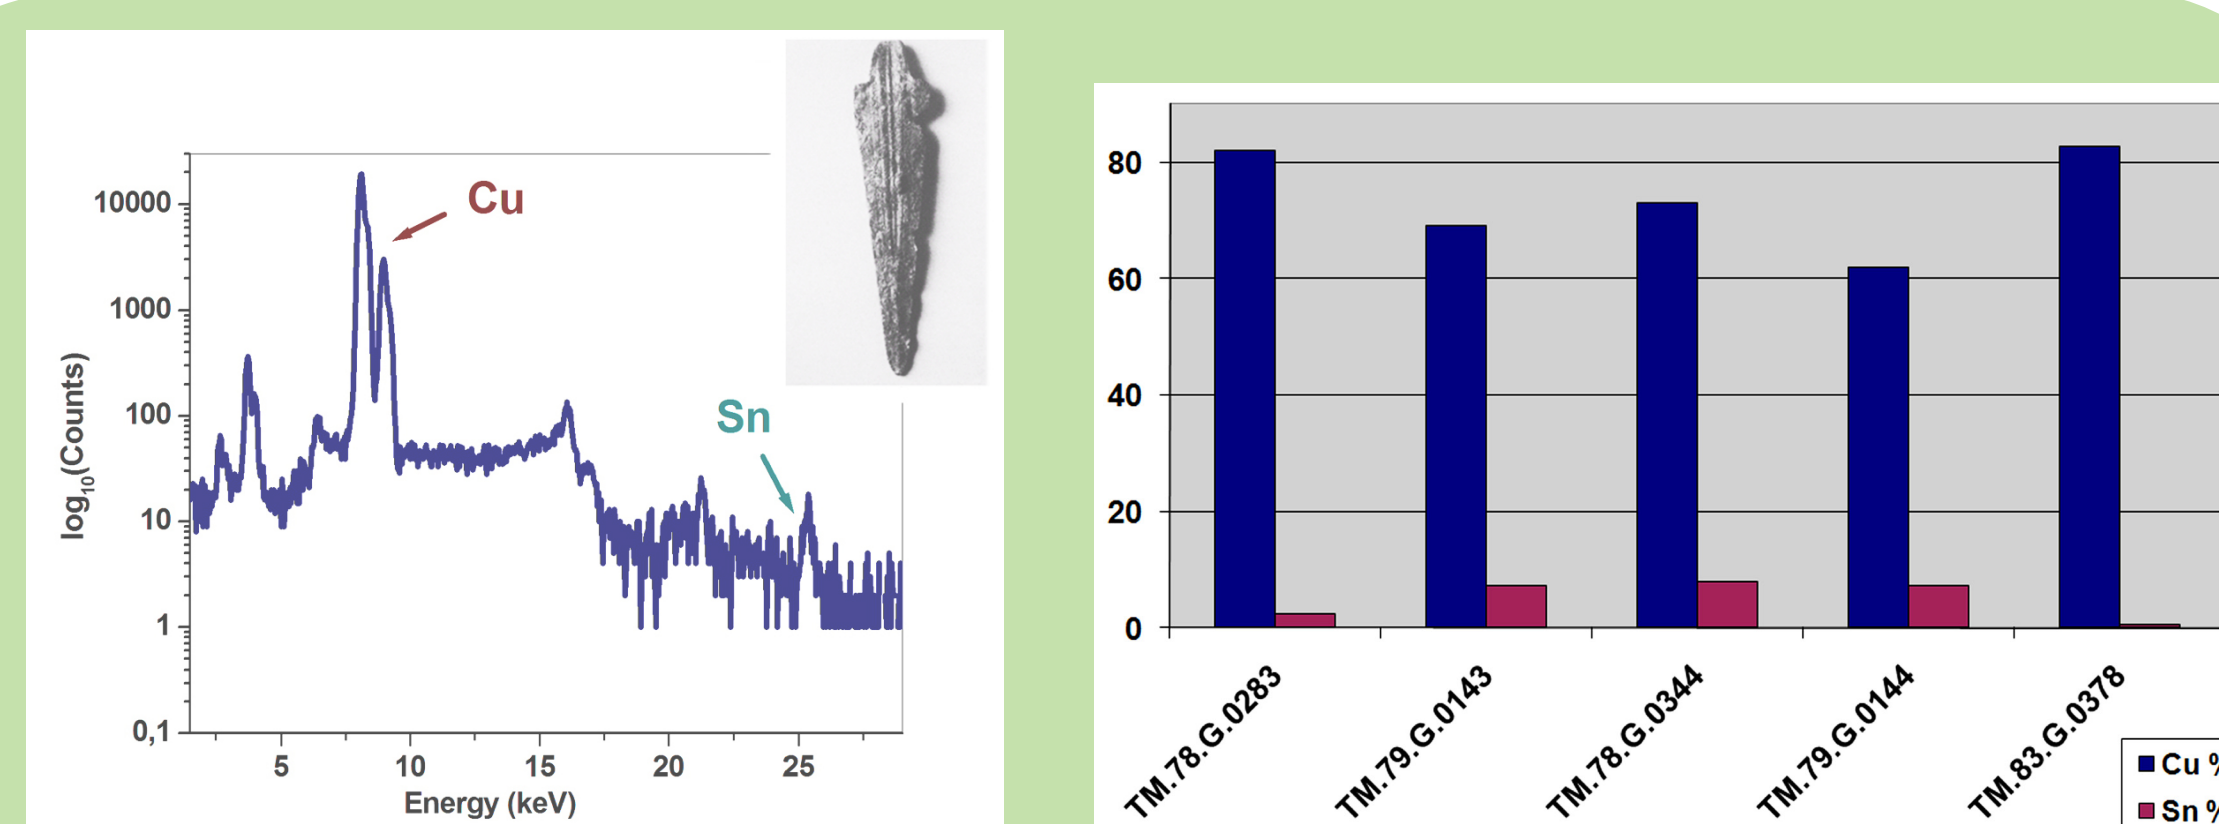 Cu
Sn
10000
1000
100
10
1
0,1
log10(Counts)
5 10 15 20 25
Energy (keV)
80
60
40
20
0
TM.78.G.0283
TM.79.G.0143
TM.78.G.0344
TM.79.G.0144
TM.83.G.0378
Cu %
Sn %